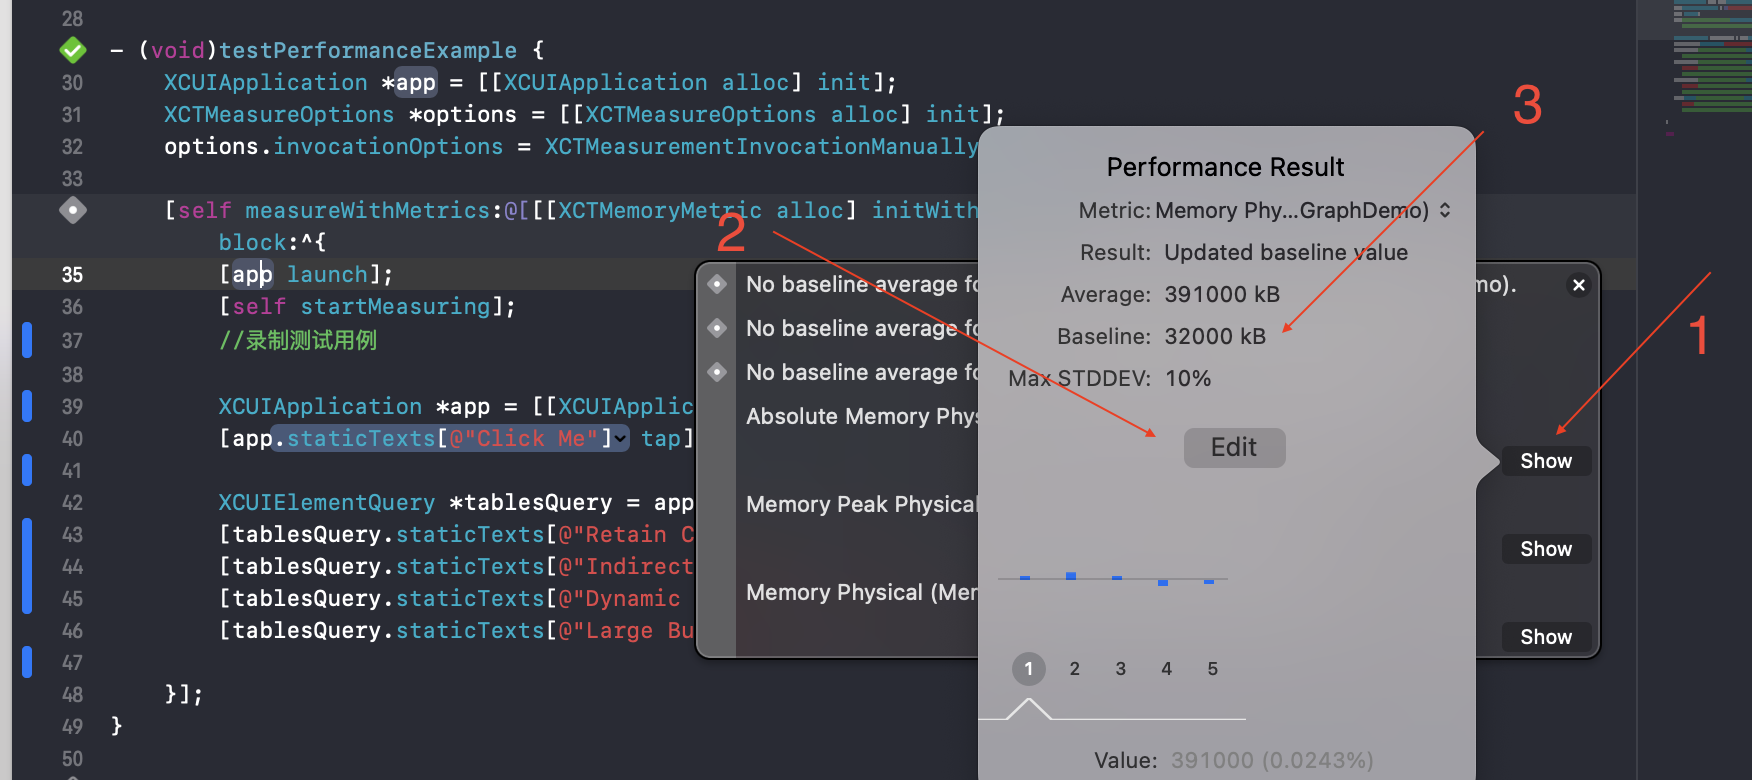 28
- (void)testPerformanceExample {
30 XCUIApplication *app = [[XCUIApplication alloc] init];
31 XCTMeasureOptions *options = [[XCTMeasureOptions alloc] init];
32 options.invocationOptions = XCTMeasurementInvocationManually
33
[self measureWithMetrics:@[[[XCTMemoryMetric alloc] initWith
block:^{
35 [app launch];
36 [self startMeasuring];
37 //录制测试用例
38
39 XCUIApplication *app = [[XCUIApplic
40 [app.staticTexts[@"Click Me"] tap]
41
42 XCUIElementQuery *tablesQuery = app
43 [tablesQuery.staticTexts[@"Retain C
44 [tablesQuery.staticTexts[@"Indirect
45 [tablesQuery.staticTexts[@"Dynamic
46 [tablesQuery.staticTexts[@"Large Bu
47
48 }];
49 }
50
No baseline average fo
mo).
No baseline average fo
No baseline average fo
Absolute Memory Phys
Show
Memory Peak Physical
Show
Memory Physical (Mem
Show
Performance Result
Metric: Memory Phy...GraphDemo)
Result: Updated baseline value
Average: 391000 kB
Baseline: 32000 kB
Max STDDEV: 10%
Edit
1 2 3 4 5
Value: 391000 (0.0243%)
1
2
3